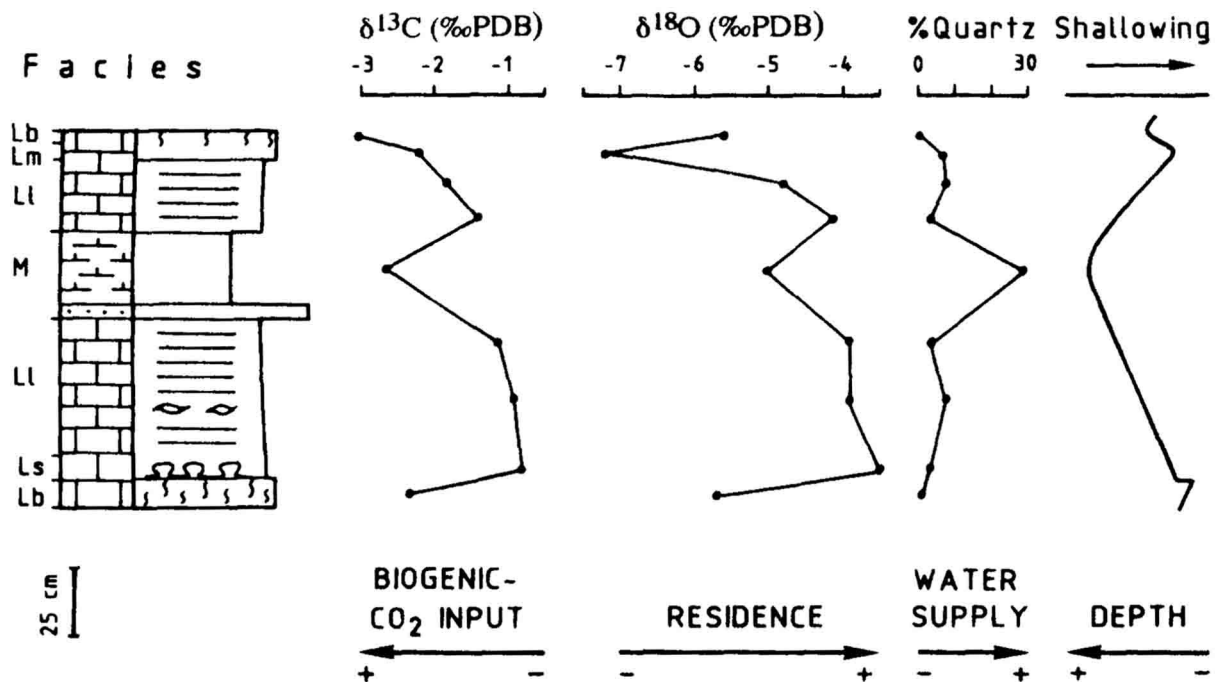 δ¹³C (‰PDB) δ¹⁸O (‰PDB) %Quartz Shallowing
Facies
-3 -2 -1 -7 -6 -5 -4 0 30
Lb
Lm
Ll
M
Ll
Ls
Lb
25 cm
BIOGENIC-
CO₂ INPUT
RESIDENCE
WATER
SUPPLY
DEPTH
+ - - + - + + -